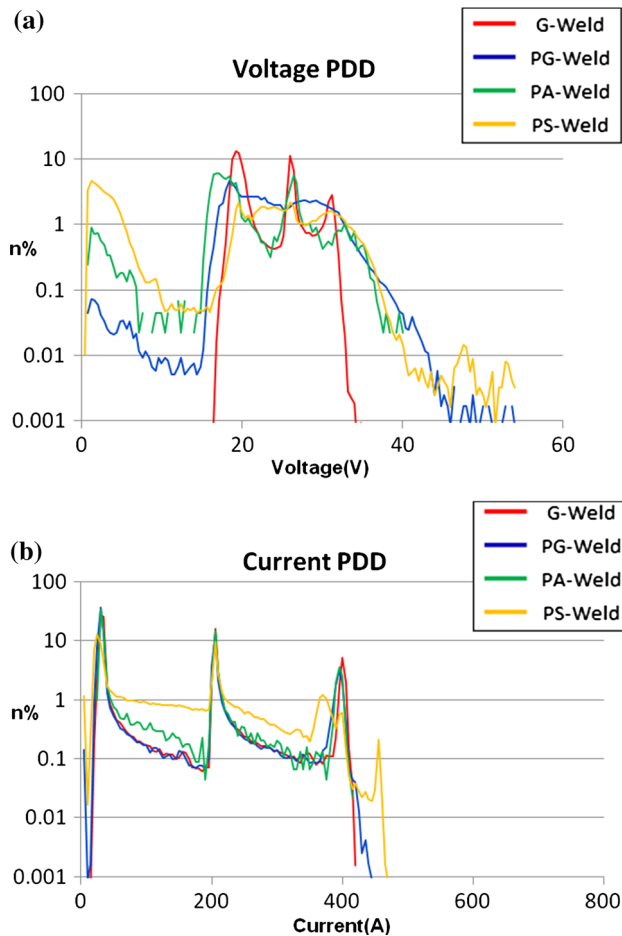 (a)
Voltage PDD
G-Weld
PG-Weld
PA-Weld
PS-Weld
n%
100
10
1
0.1
0.01
0.001
0
20
40
60
Voltage(V)
(b)
Current PDD
G-Weld
PG-Weld
PA-Weld
PS-Weld
n%
100
10
1
0.1
0.01
0.001
0
200
400
600
800
Current(A)